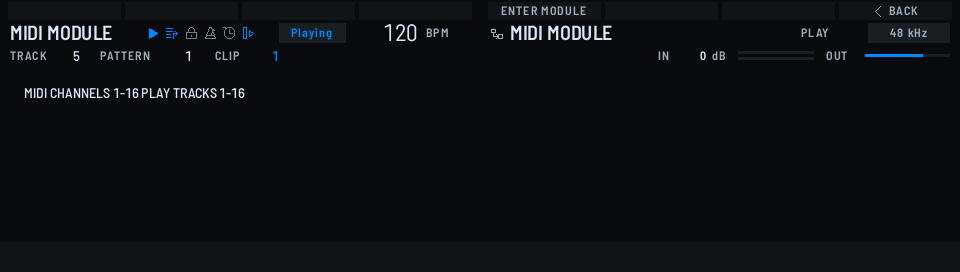 ENTER MODULE BACK
MIDI MODULE Playing 120 BPM MIDI MODULE PLAY 48 kHz
TRACK 5 PATTERN 1 CLIP 1 IN 0 dB OUT
MIDI CHANNELS 1-16 PLAY TRACKS 1-16